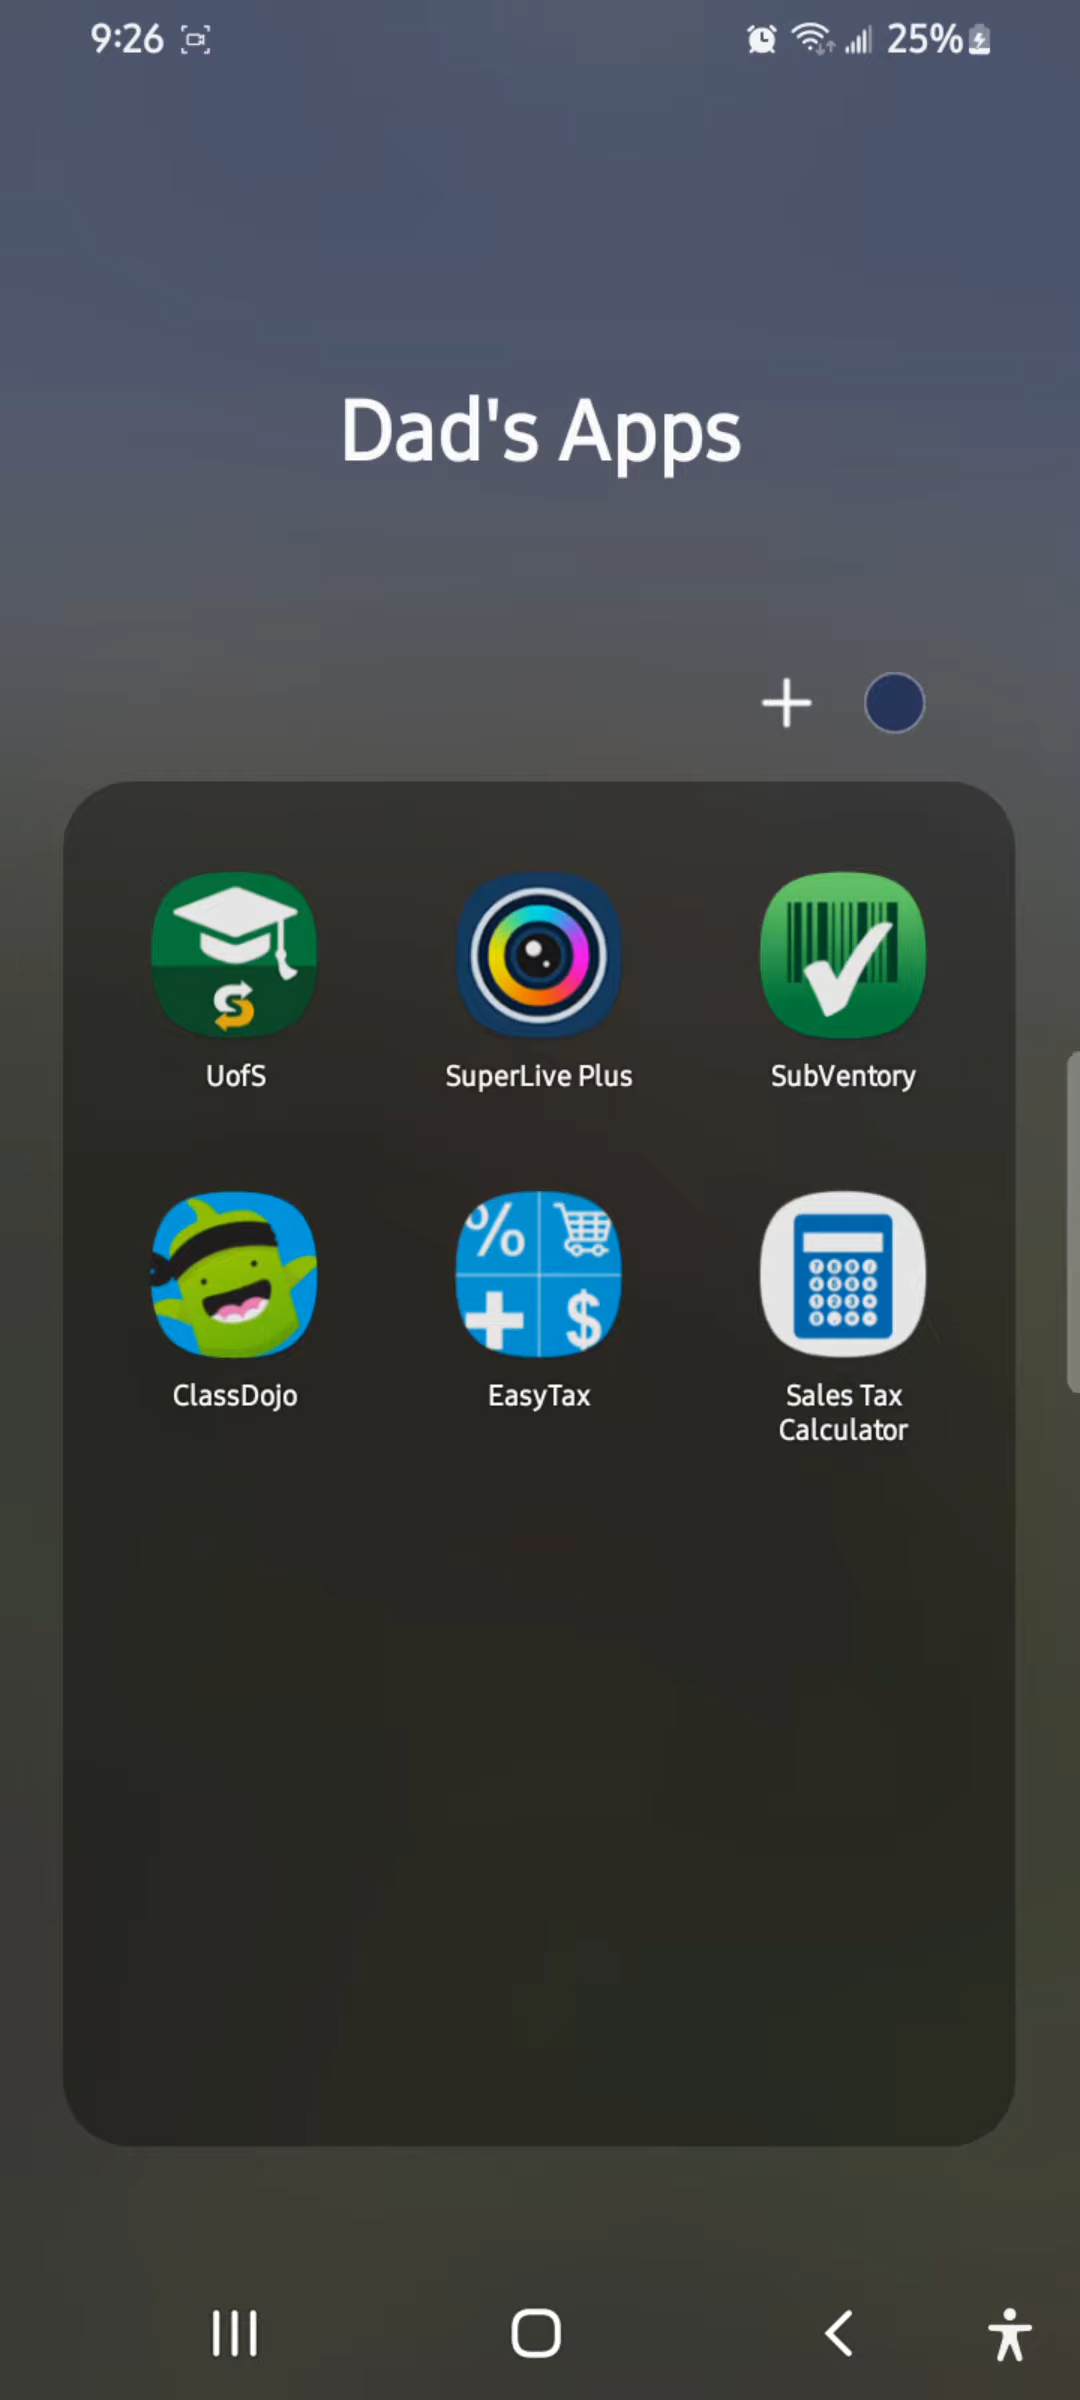 9:26
25%
Dad's Apps
UofS
SuperLive Plus
SubVentory
ClassDojo
EasyTax
Sales Tax
Calculator